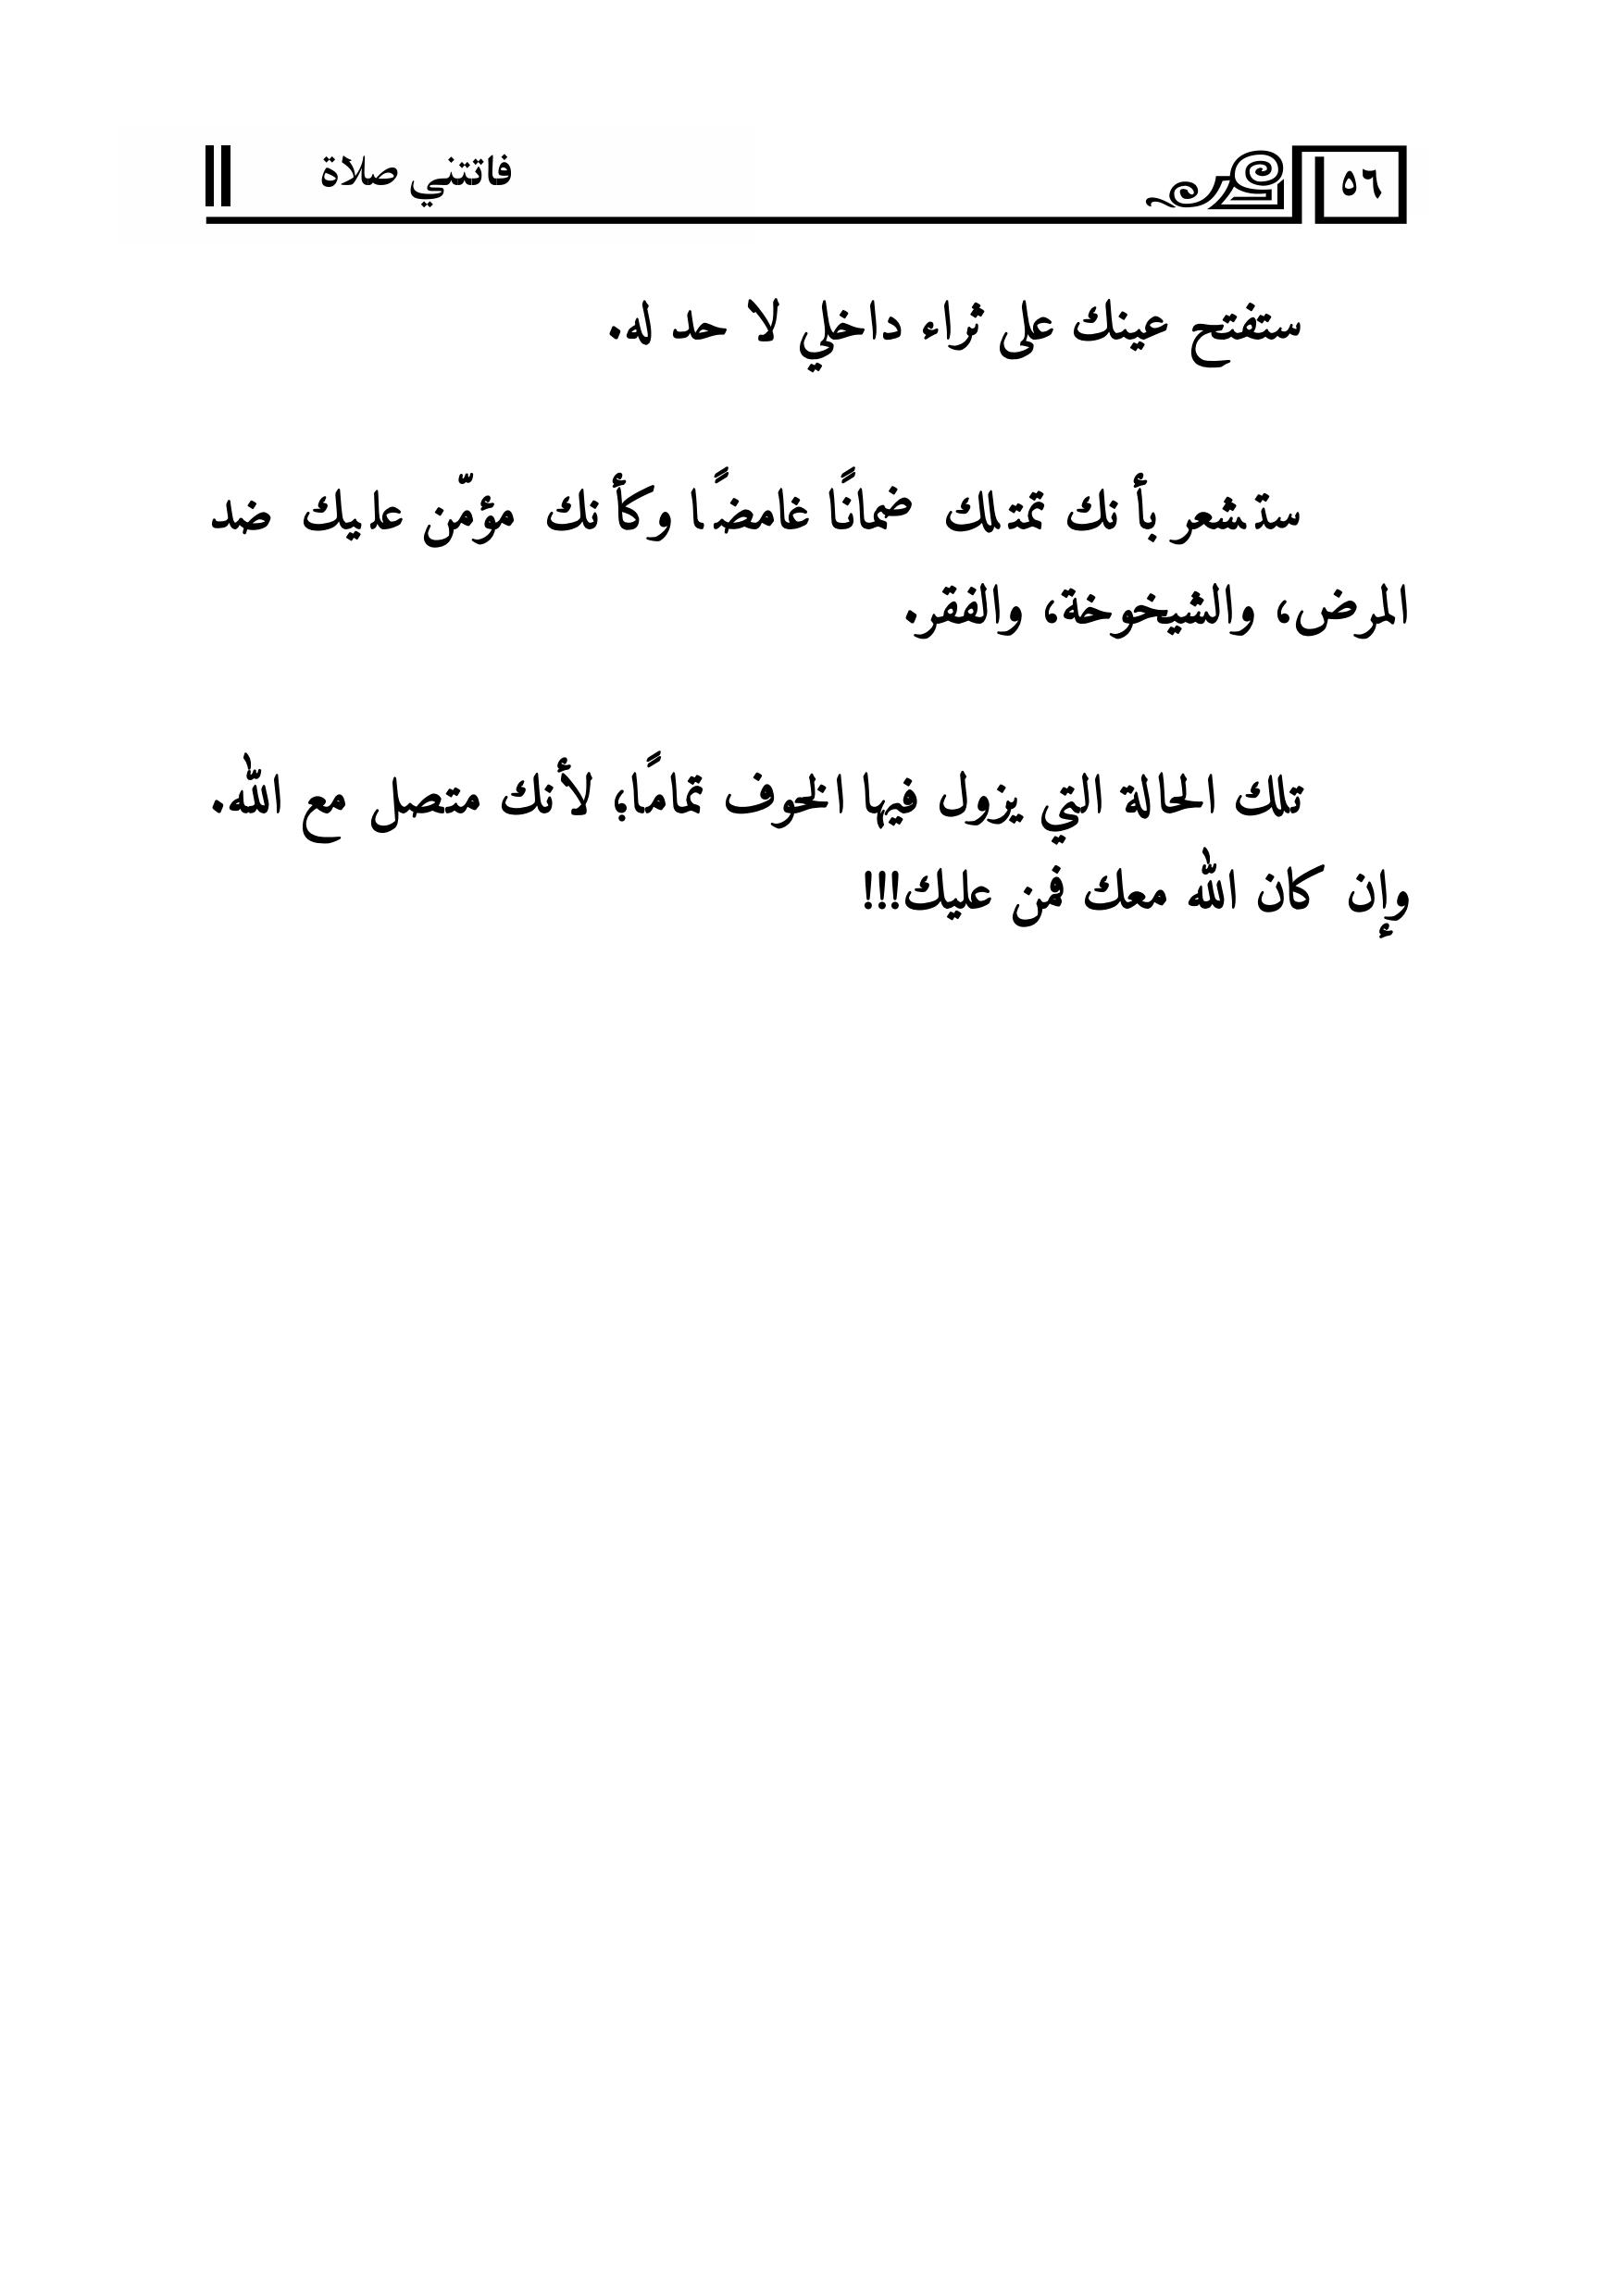 ٥٦
فاتتني صلاة
ستفتح عينك على ثراء داخلي لا حد له.
ستشعر بأنك تمتلك ضمانًا غامضًا وكأنك مؤمّن عليك ضد
المرض، والشيخوخة، والفقر.
تلك الحالة التي يزول فيها الخوف تمامًا؛ لأنك متصل مع الله.
وإن كان الله معك فمن عليك!!!